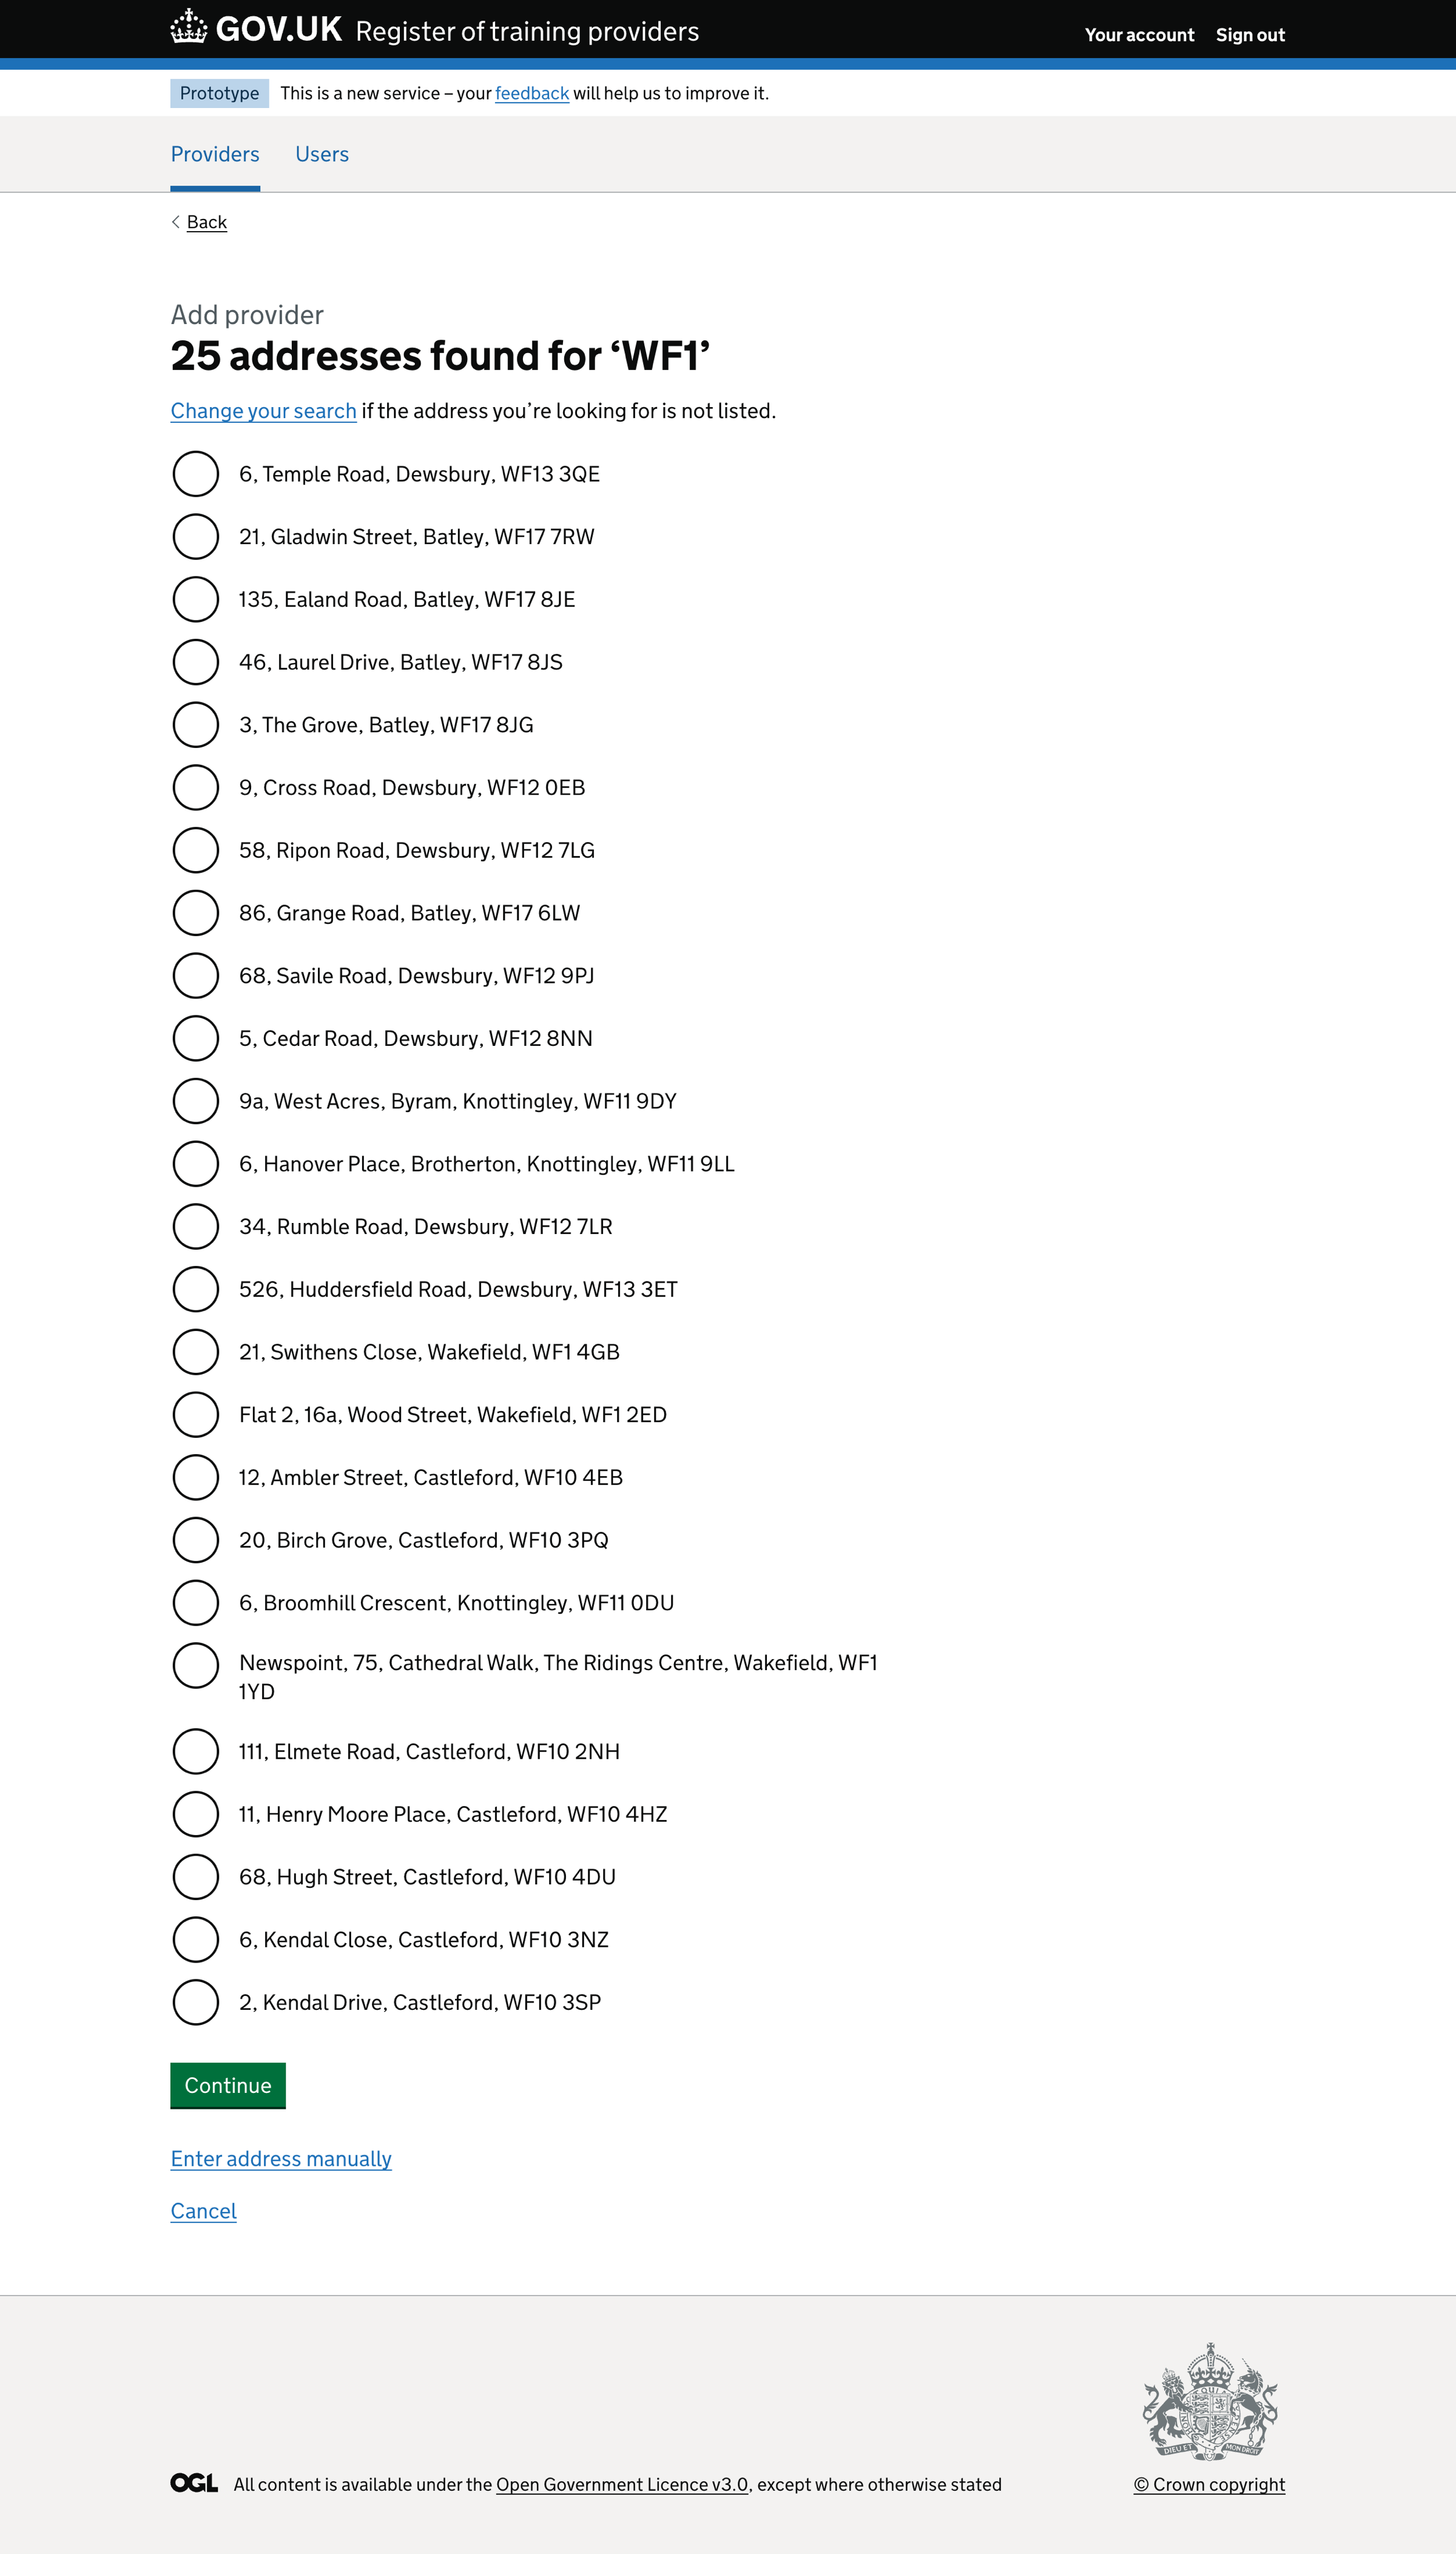 GOV.UK Register of training providers Your account Sign out
Prototype This is a new service – your feedback will help us to improve it.
Providers Users
Back
Add provider
25 addresses found for ‘WF1’
Change your search if the address you’re looking for is not listed.
6, Temple Road, Dewsbury, WF13 3QE
21, Gladwin Street, Batley, WF17 7RW
135, Ealand Road, Batley, WF17 8JE
46, Laurel Drive, Batley, WF17 8JS
3, The Grove, Batley, WF17 8JG
9, Cross Road, Dewsbury, WF12 0EB
58, Ripon Road, Dewsbury, WF12 7LG
86, Grange Road, Batley, WF17 6LW
68, Savile Road, Dewsbury, WF12 9PJ
5, Cedar Road, Dewsbury, WF12 8NN
9a, West Acres, Byram, Knottingley, WF11 9DY
6, Hanover Place, Brotherton, Knottingley, WF11 9LL
34, Rumble Road, Dewsbury, WF12 7LR
526, Huddersfield Road, Dewsbury, WF13 3ET
21, Swithens Close, Wakefield, WF1 4GB
Flat 2, 16a, Wood Street, Wakefield, WF1 2ED
12, Ambler Street, Castleford, WF10 4EB
20, Birch Grove, Castleford, WF10 3PQ
6, Broomhill Crescent, Knottingley, WF11 0DU
Newspoint, 75, Cathedral Walk, The Ridings Centre, Wakefield, WF1
1YD
111, Elmete Road, Castleford, WF10 2NH
11, Henry Moore Place, Castleford, WF10 4HZ
68, Hugh Street, Castleford, WF10 4DU
6, Kendal Close, Castleford, WF10 3NZ
2, Kendal Drive, Castleford, WF10 3SP
Continue
Enter address manually
Cancel
DIEU ET MON DROIT
OGL All content is available under the Open Government Licence v3.0, except where otherwise stated © Crown copyright